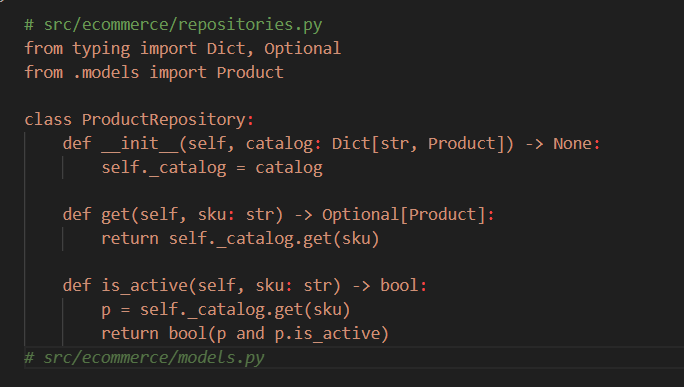 # src/ecommerce/repositories.py
from typing import Dict, Optional
from .models import Product

class ProductRepository:
    def __init__(self, catalog: Dict[str, Product]) -> None:
        self._catalog = catalog

    def get(self, sku: str) -> Optional[Product]:
        return self._catalog.get(sku)

    def is_active(self, sku: str) -> bool:
        p = self._catalog.get(sku)
        return bool(p and p.is_active)
# src/ecommerce/models.py